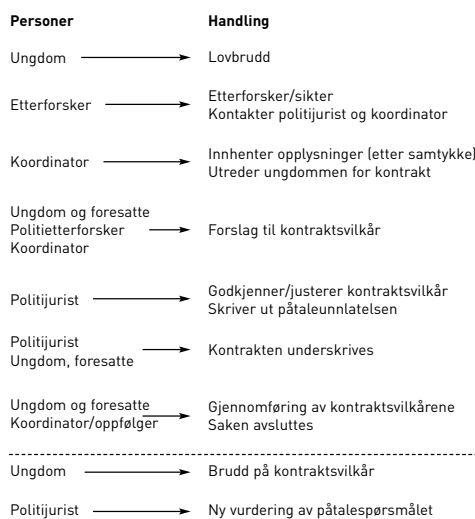 Personer Handling
Ungdom Lovbrudd
Etterforsker Etterforsker/sikter
Kontakter politijurist og koordinator
Koordinator Innhenter opplysninger (etter samtykke)
Utreder ungdommen for kontrakt
Ungdom og foresatte
Politietterforsker Forslag til kontraktsvilkår
Koordinator
Politijurist Godkjenner/justerer kontraktsvilkår
Skriver ut påtaleunnlatelsen
Politijurist
Ungdom, foresatte Kontrakten underskrives
Ungdom og foresatte Gjennomføring av kontraktsvilkårene
Koordinator/oppfølger Saken avsluttes
Ungdom Brudd på kontraktsvilkår
Politijurist Ny vurdering av påtalespørsmålet